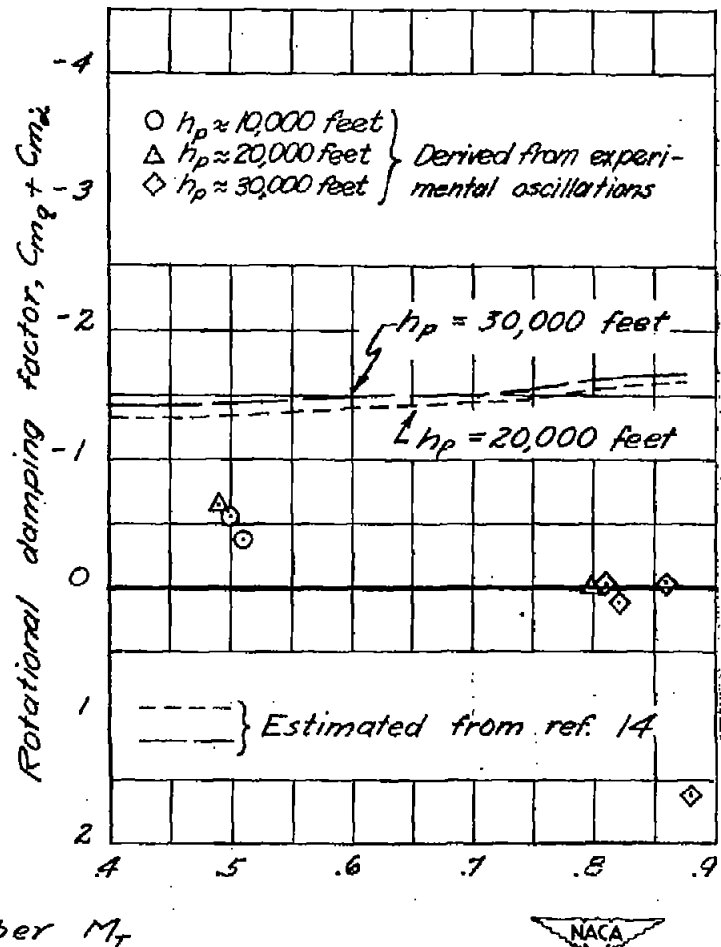 -4
○ hp ≈ 10,000 feet
△ hp ≈ 20,000 feet } Derived from experi-
◇ hp ≈ 30,000 feet mental oscillations
-3
-2
hp = 30,000 feet
hp = 20,000 feet
-1
0
1
Estimated from ref. 14
2
.4 .5 .6 .7 .8 .9
Rotational damping factor, Cmq + Cmα̇
ber MT
NACA